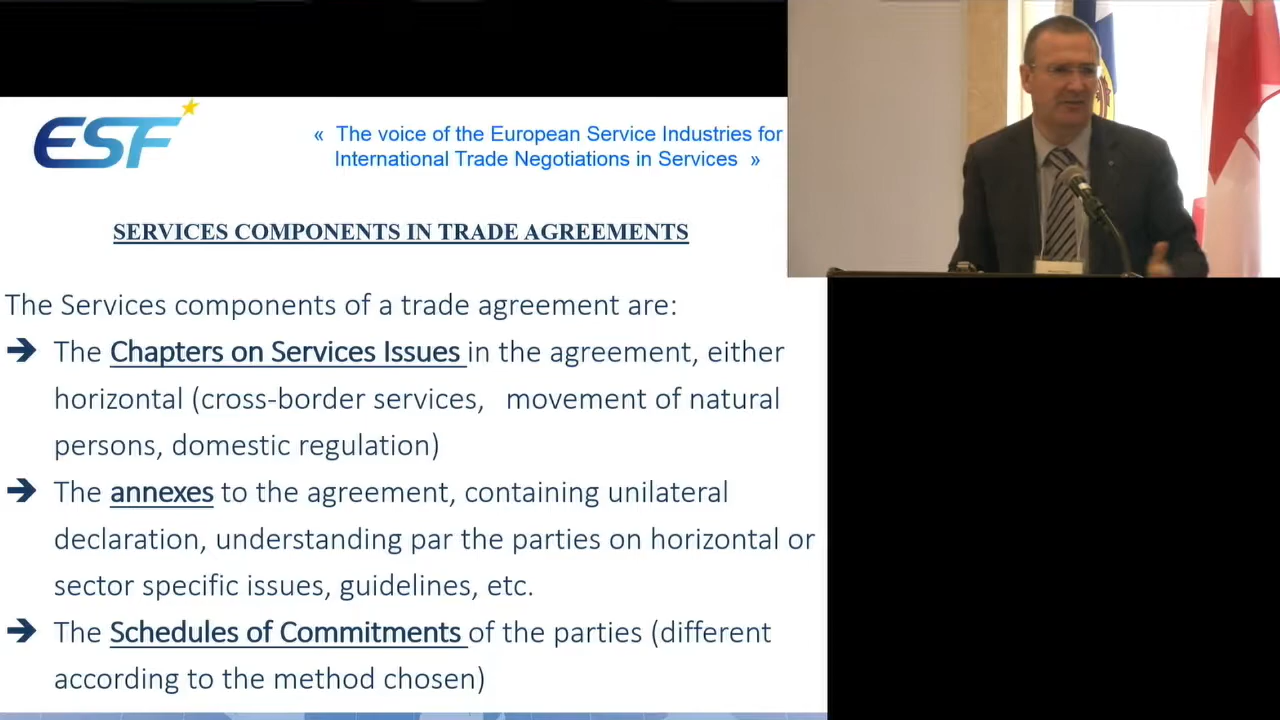 ESF
« The voice of the European Service Industries for
International Trade Negotiations in Services »
SERVICES COMPONENTS IN TRADE AGREEMENTS
The Services components of a trade agreement are:
➔ The Chapters on Services Issues in the agreement, either
horizontal (cross-border services, movement of natural
persons, domestic regulation)
➔ The annexes to the agreement, containing unilateral
declaration, understanding par the parties on horizontal or
sector specific issues, guidelines, etc.
➔ The Schedules of Commitments of the parties (different
according to the method chosen)